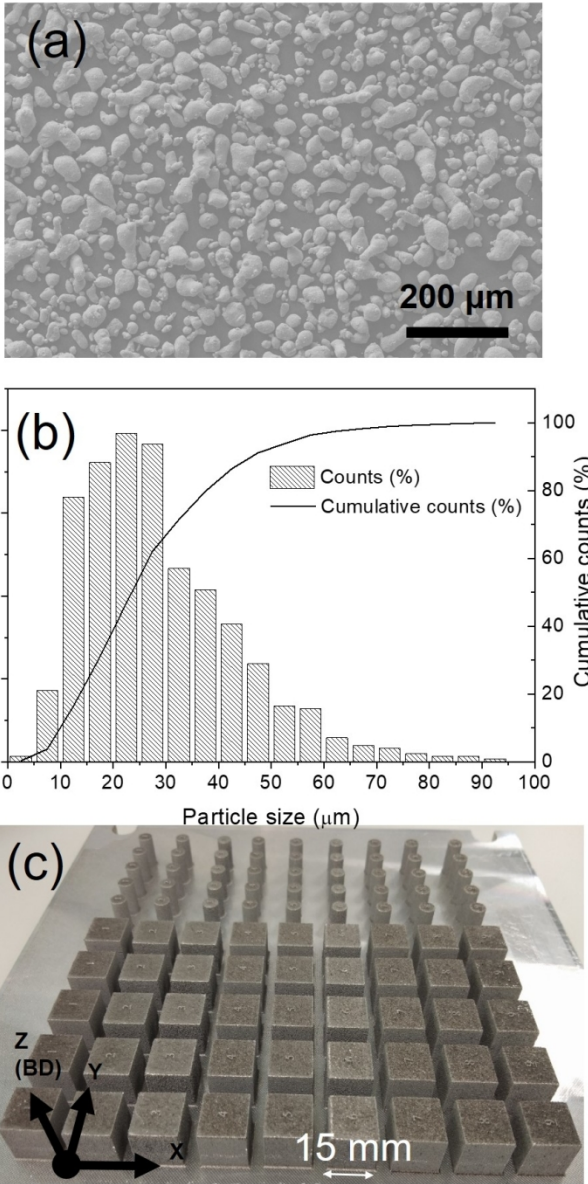 (a)
200 µm
(b)
100
Counts (%)
Cumulative counts (%)
80
60
40
20
0
Cumulative counts (%)
0 10 20 30 40 50 60 70 80 90 100
Particle size (µm)
(c)
Z
(BD)
Y
X
15 mm